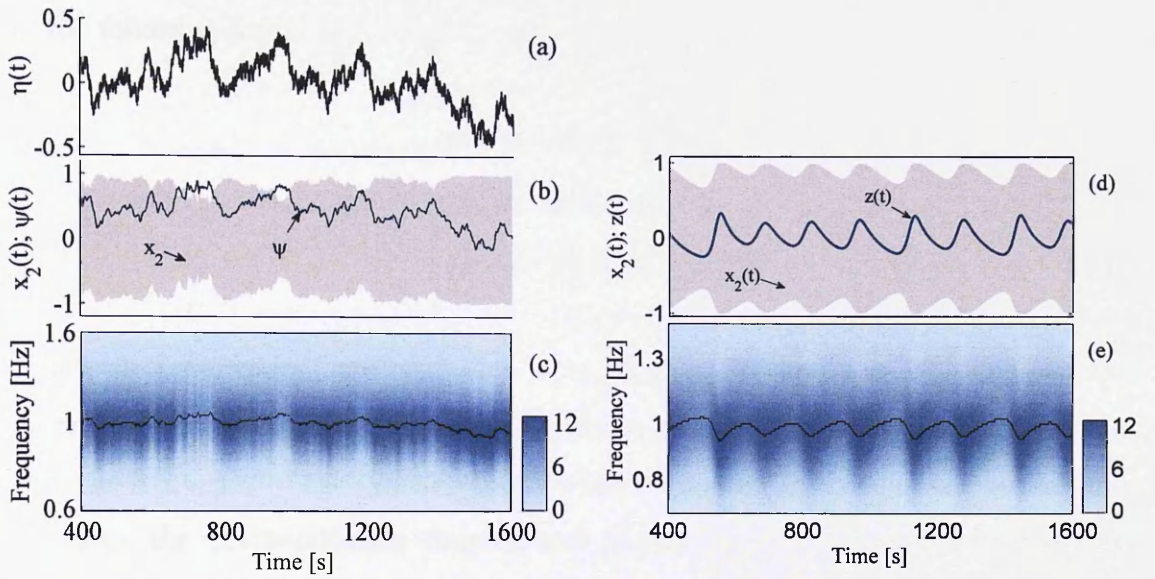 0.5
0
-0.5
η(t)
(a)
1
0
-1
x2(t); ψ(t)
x2
ψ
(b)
1.6
1
0.6
Frequency [Hz]
(c)
12
6
0
400 800 1200 1600
Time [s]
1
0
-1
x2(t); z(t)
z(t)
x2(t)
(d)
1.3
1
0.8
Frequency [Hz]
(e)
12
6
0
400 800 1200 1600
Time [s]